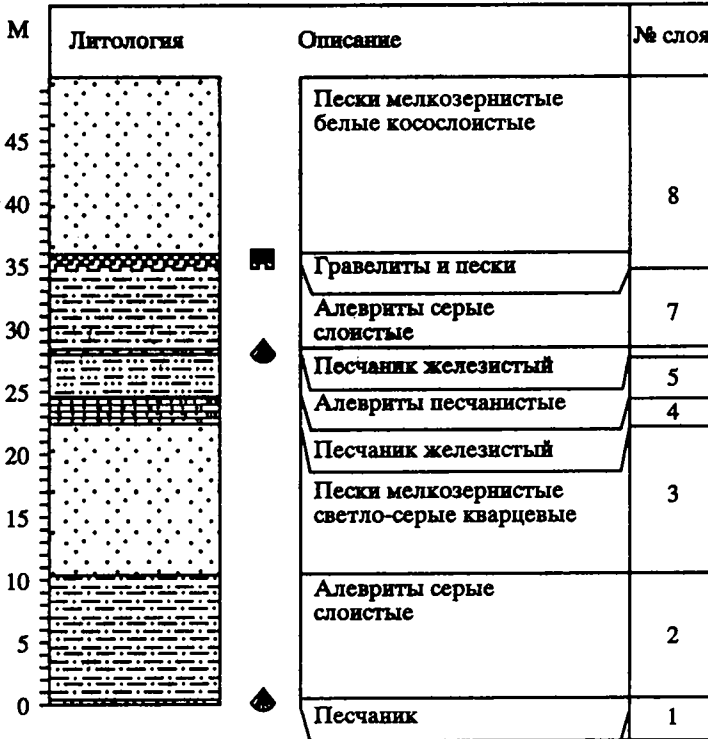 М
Литология
Описание
№ слоя
Пески мелкозернистые
белые косослоистые
8
Гравелиты и пески
Алевриты серые
слоистые
7
Песчаник железистый
5
Алевриты песчанистые
4
Песчаник железистый
Пески мелкозернистые
светло-серые кварцевые
3
Алевриты серые
слоистые
2
Песчаник
1
45
40
35
30
25
20
15
10
5
0